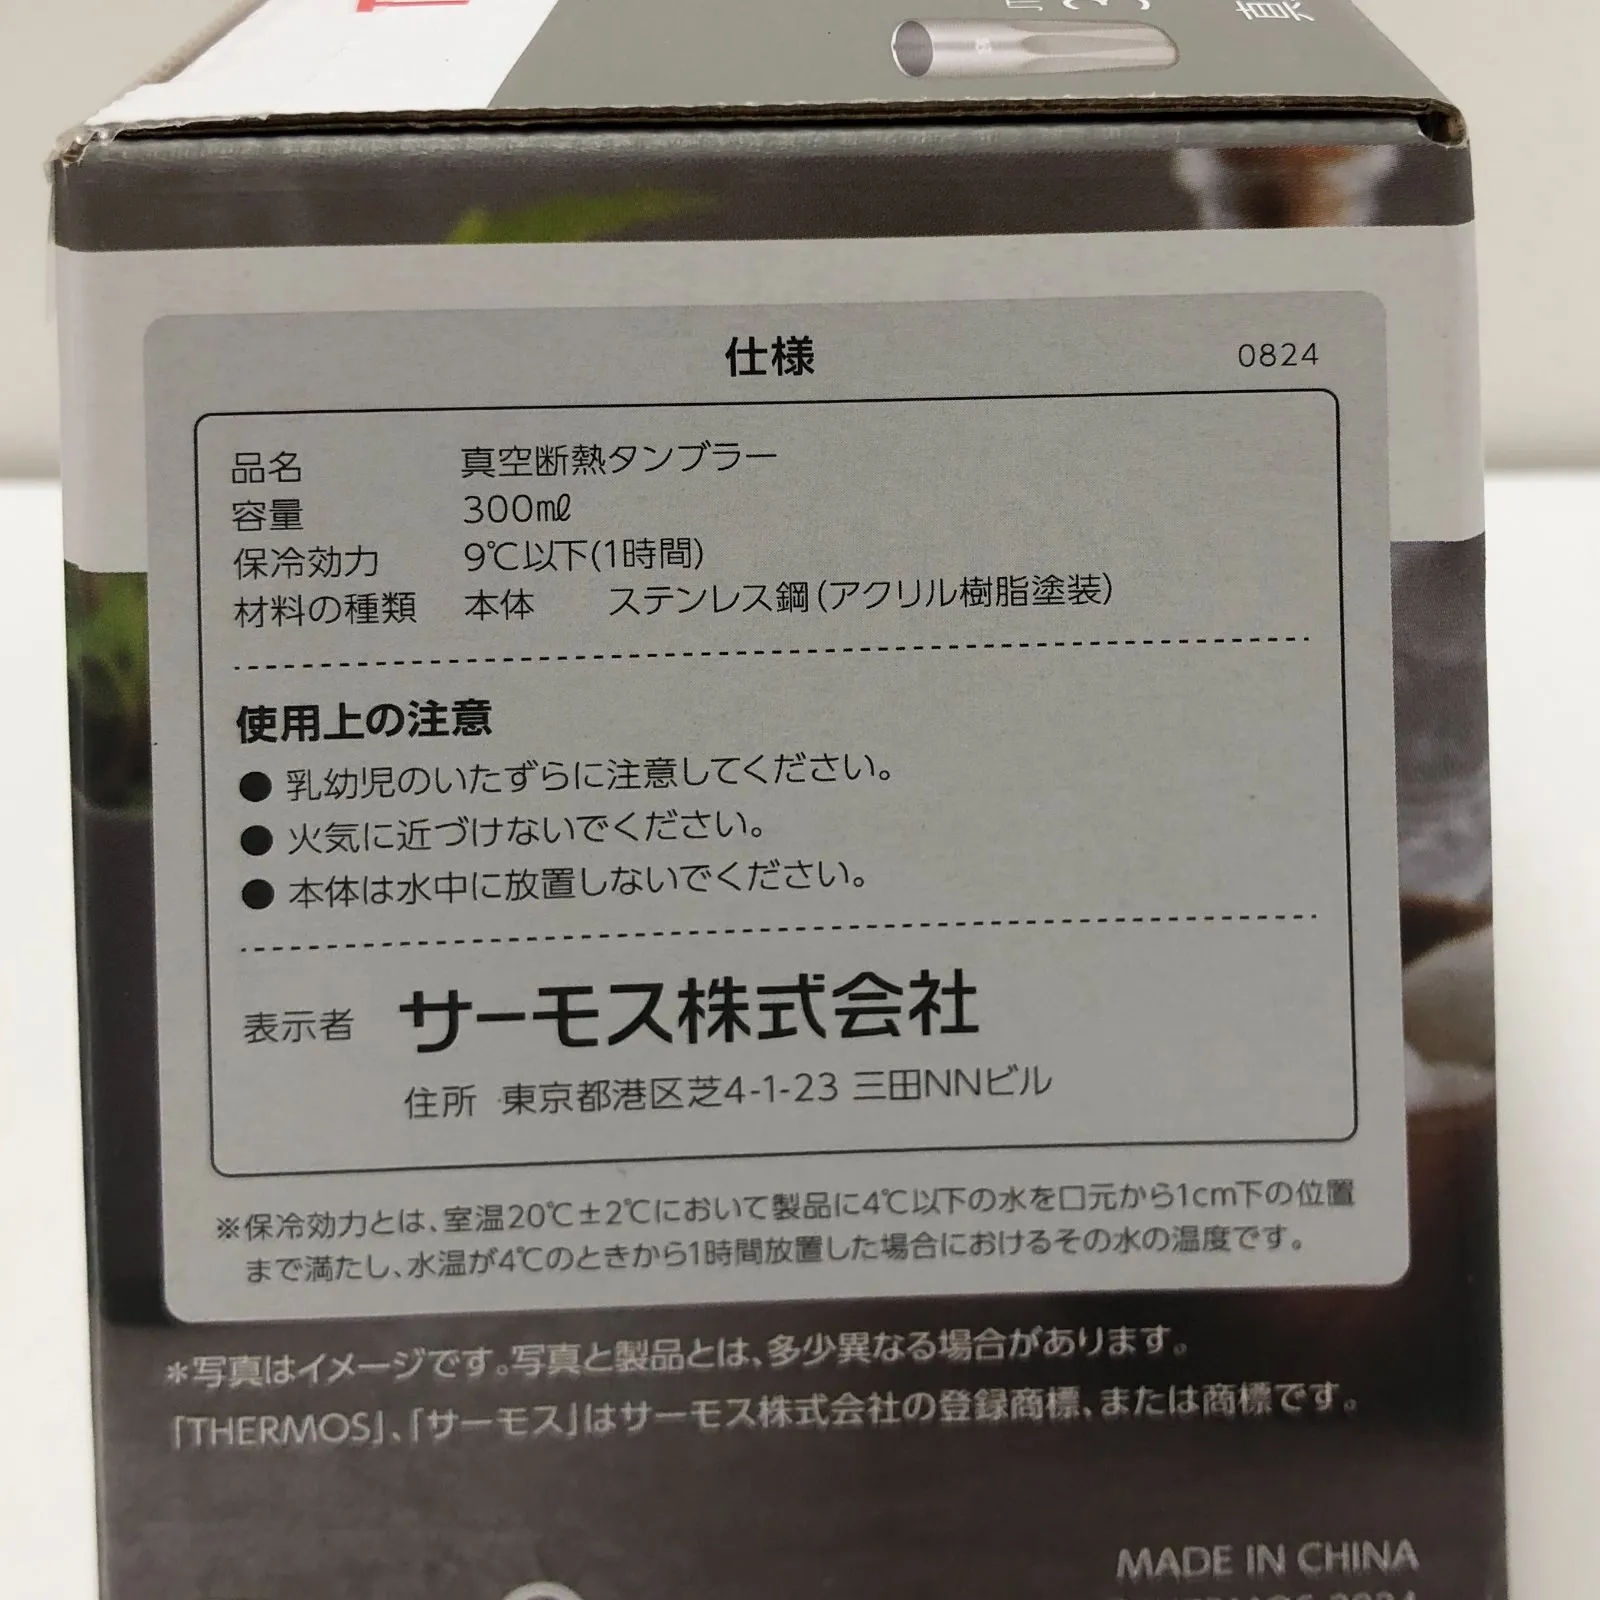 仕様
0824
品名 真空断熱タンブラー
容量 300㎖
保冷効力 9℃以下(1時間)
材料の種類 本体 ステンレス鋼(アクリル樹脂塗装)
使用上の注意
● 乳幼児のいたずらに注意してください。
● 火気に近づけないでください。
● 本体は水中に放置しないでください。
表示者 サーモス株式会社
住所 東京都港区芝4-1-23 三田NNビル
※保冷効力とは、室温20℃±2℃において製品に4℃以下の水を口元から1cm下の位置
まで満たし、水温が4℃のときから1時間放置した場合におけるその水の温度です。
*写真はイメージです。写真と製品とは、多少異なる場合があります。
「THERMOS」、「サーモス」はサーモス株式会社の登録商標、または商標です。
MADE IN CHINA